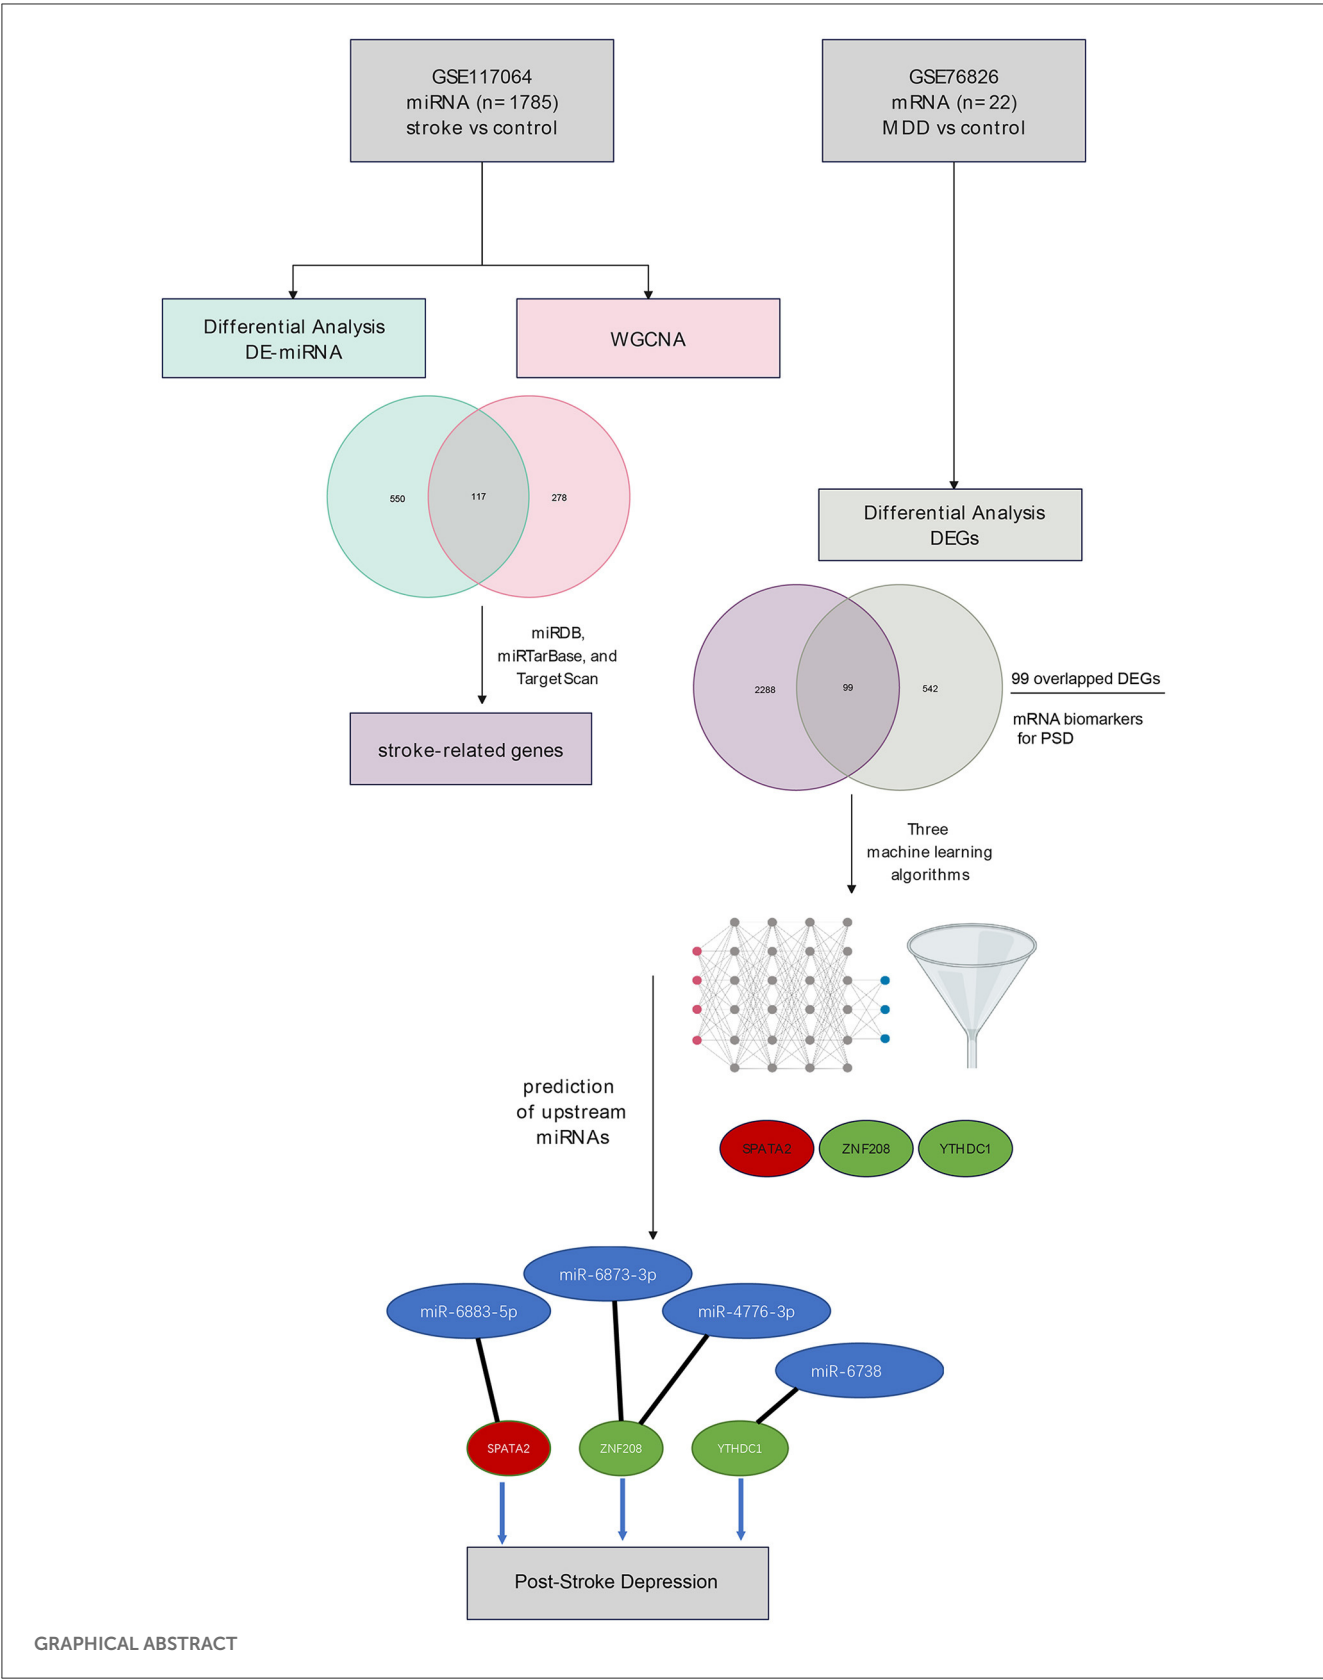 GSE117064
miRNA (n=1785)
stroke vs control
GSE76826
mRNA (n=22)
MDD vs control
Differential Analysis
DE-miRNA
WGCNA
550
117
278
miRDB,
miRTarBase, and
TargetScan
stroke-related genes
Differential Analysis
DEGs
2288
99
542
99 overlapped DEGs
mRNA biomarkers
for PSD
Three
machine learning
algorithms
prediction
of upstream
miRNAs
SPATA2
ZNF208
YTHDC1
miR-6873-3p
miR-6883-5p
miR-4776-3p
miR-6738
SPATA2
ZNF208
YTHDC1
Post-Stroke Depression
GRAPHICAL ABSTRACT